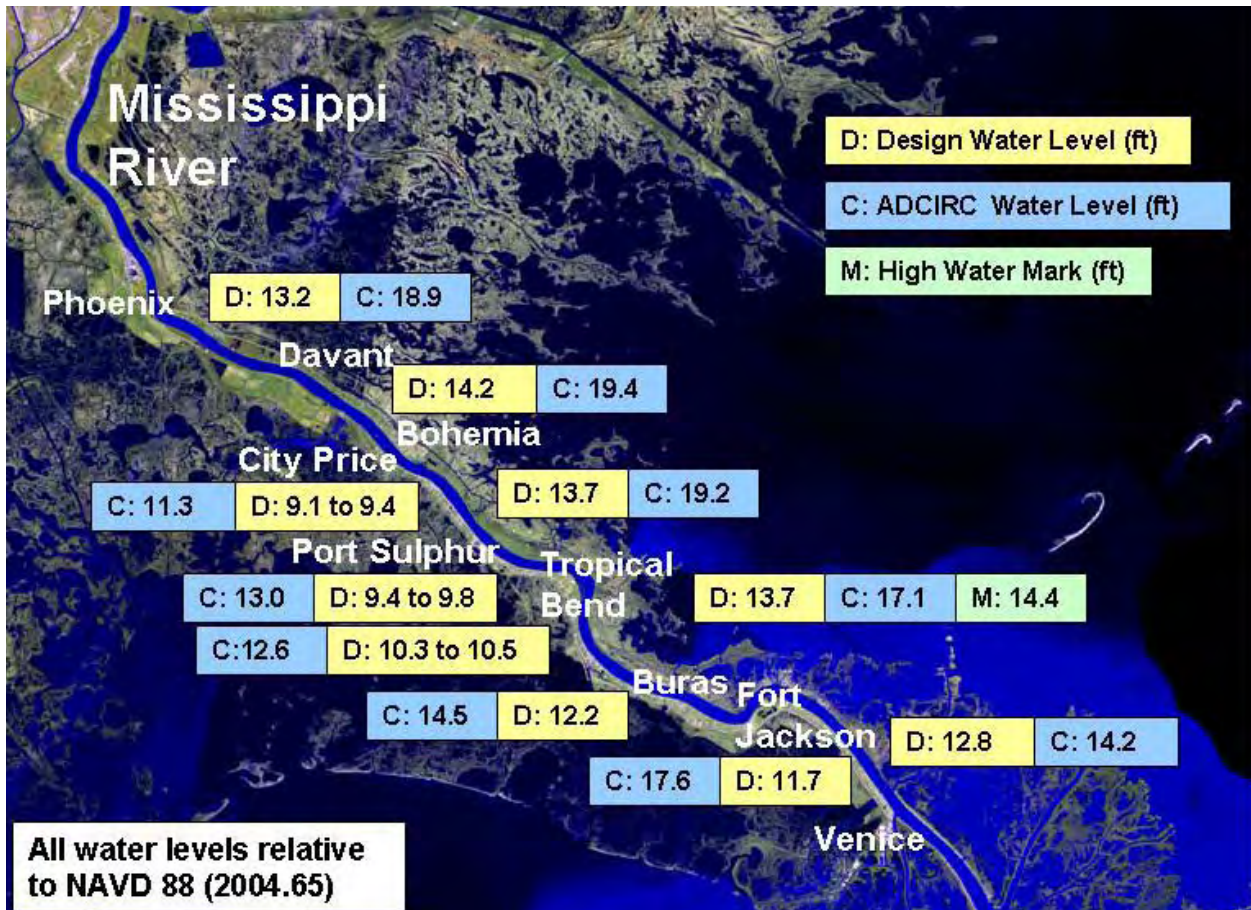 Mississippi
River
D: Design Water Level (ft)
C: ADCIRC  Water Level (ft)
M: High Water Mark (ft)
Phoenix
D: 13.2
C: 18.9
Davant
D: 14.2
C: 19.4
Bohemia
City Price
C: 11.3
D: 9.1 to 9.4
D: 13.7
C: 19.2
Port Sulphur
C: 13.0
D: 9.4 to 9.8
Tropical
Bend
D: 13.7
C: 17.1
M: 14.4
C:12.6
D: 10.3 to 10.5
Buras
C: 14.5
D: 12.2
Fort
Jackson
D: 12.8
C: 14.2
C: 17.6
D: 11.7
Venice
All water levels relative
to NAVD 88 (2004.65)